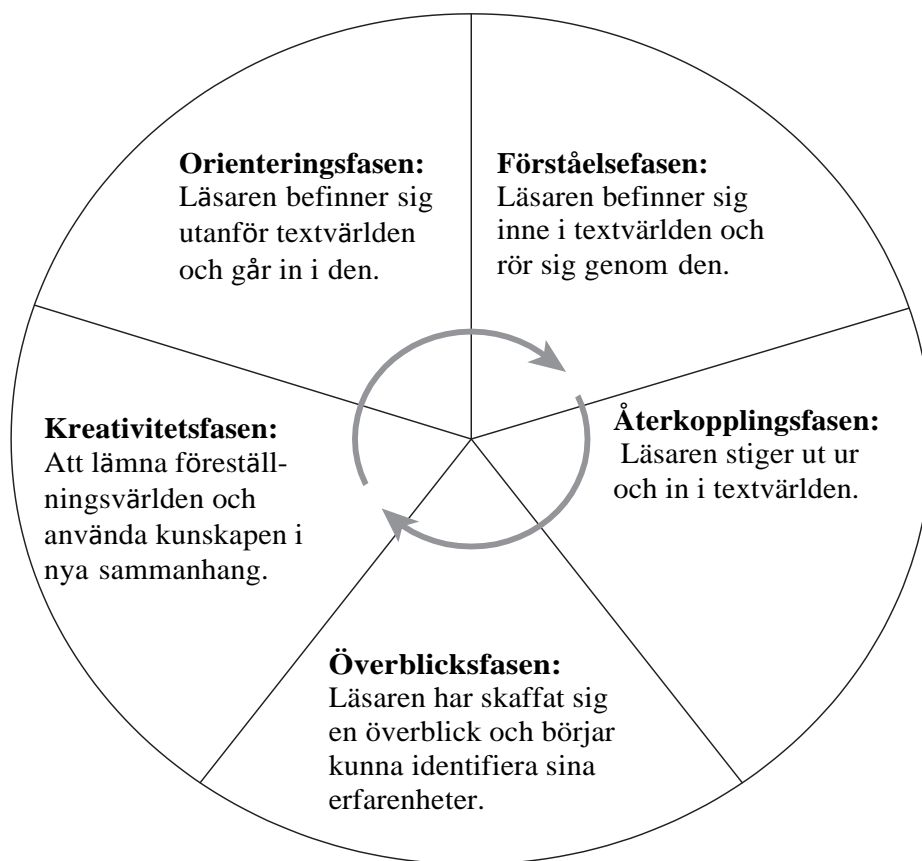 Orienteringsfasen:
Läsaren befinner sig
utanför textvärlden
och går in i den.
Förståelsefasen:
Läsaren befinner sig
inne i textvärlden och
rör sig genom den.
Återkopplingsfasen:
Läsaren stiger ut ur
och in i textvärlden.
Överblicksfasen:
Läsaren har skaffat sig
en överblick och börjar
kunna identifiera sina
erfarenheter.
Kreativitetsfasen:
Att lämna föreställ-
ningsvärlden och
använda kunskapen i
nya sammanhang.